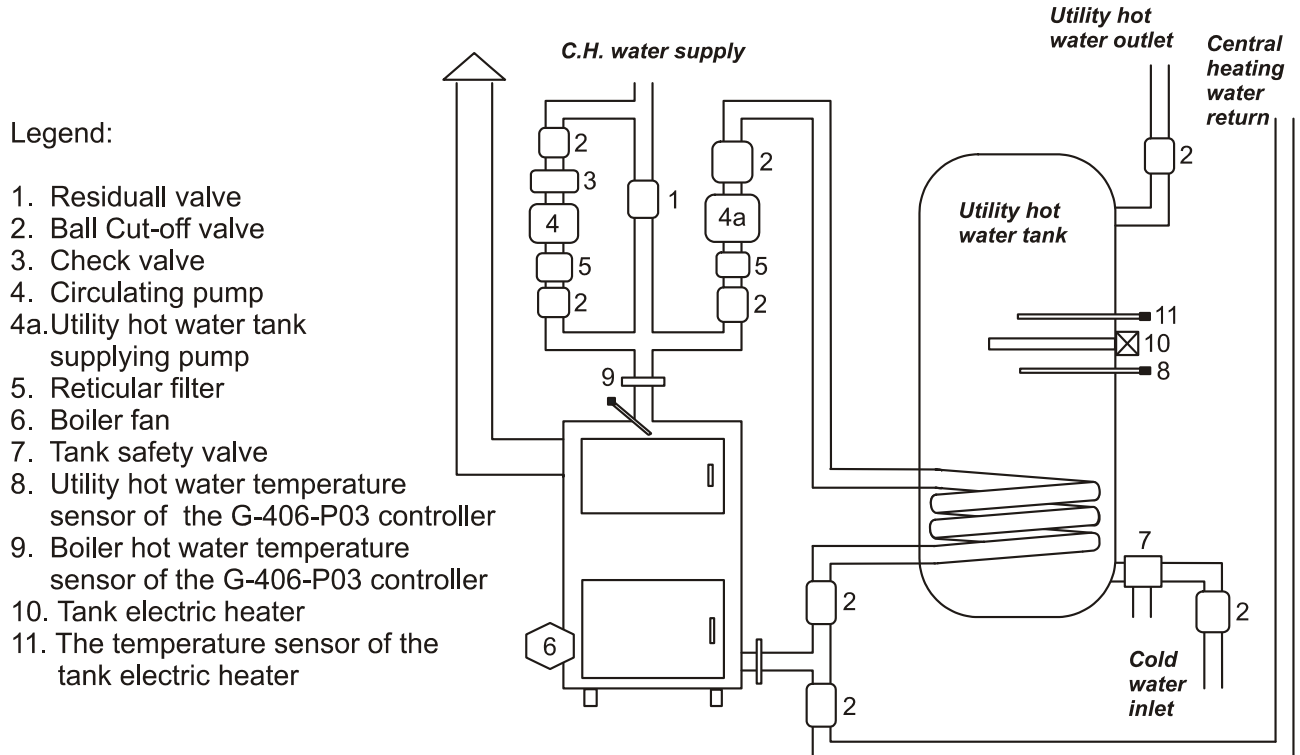 Legend:
1. Residuall valve
2. Ball Cut-off valve
3. Check valve
4. Circulating pump
4a.Utility hot water tank
supplying pump
5. Reticular filter
6. Boiler fan
7. Tank safety valve
8. Utility hot water temperature
sensor of the G-406-P03 controller
9. Boiler hot water temperature
sensor of the G-406-P03 controller
10. Tank electric heater
11. The temperature sensor of the
tank electric heater
C.H. water supply
2
3
4
5
2
1
2
4a
5
2
9
6
Utility hot
water outlet
Central
heating
water
return
2
Utility hot
water tank
11
10
8
7
2
2
2
Cold
water
inlet